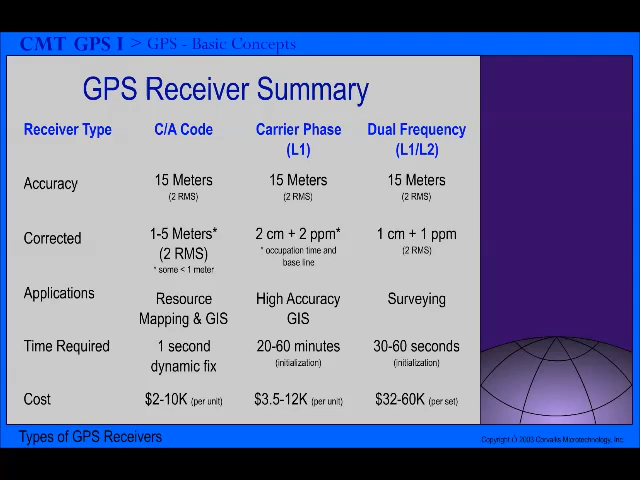 CMT GPS I > GPS - Basic Concepts
GPS Receiver Summary
Receiver Type C/A Code Carrier Phase (L1) Dual Frequency (L1/L2)
Accuracy 15 Meters (2 RMS) 15 Meters (2 RMS) 15 Meters (2 RMS)
Corrected 1-5 Meters* (2 RMS) * some < 1 meter 2 cm + 2 ppm* * occupation time and base line 1 cm + 1 ppm (2 RMS)
Applications Resource Mapping & GIS High Accuracy GIS Surveying
Time Required 1 second dynamic fix 20-60 minutes (initialization) 30-60 seconds (initialization)
Cost $2-10K (per unit) $3.5-12K (per unit) $32-60K (per set)
Types of GPS Receivers
Copyright © 2003 Corvallis Microtechnology, Inc.